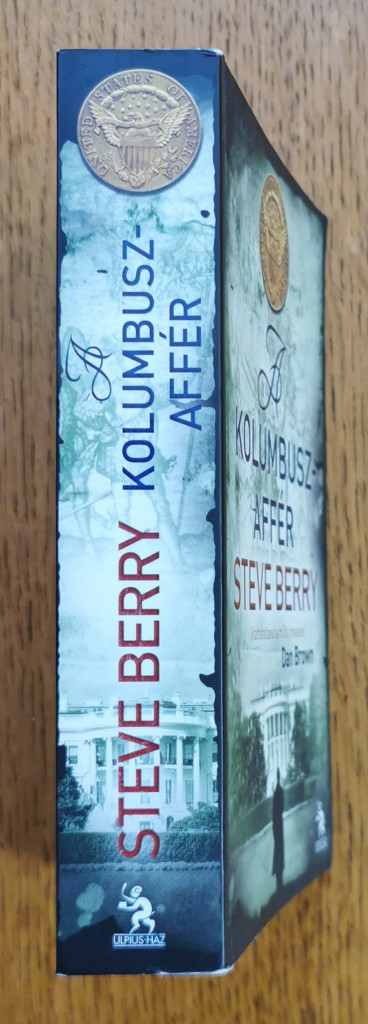 UNITED STATES OF AMERICA
A
KOLUMBUSZ-
AFFÉR
STEVE BERRY
ULPIUS-HÁZ
A
KOLUMBUSZ-
AFFÉR
STEVE BERRY
Dan Brown